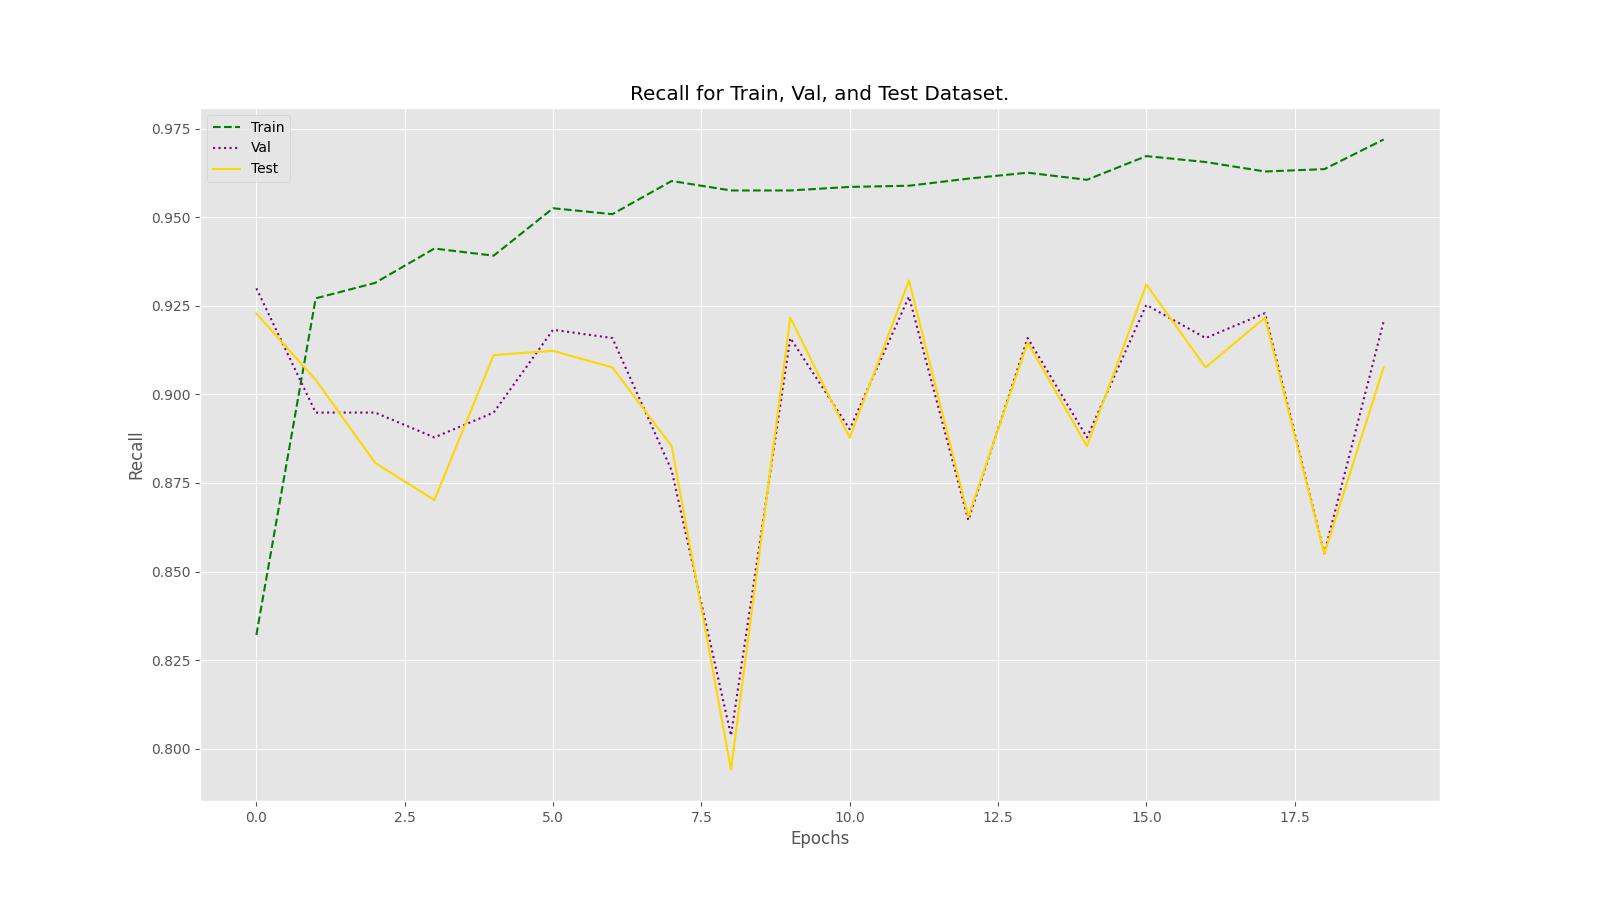 Recall for Train, Val, and Test Dataset.
Train
Val
Test
0.975
0.950
0.925
0.900
0.875
0.850
0.825
0.800
Recall
0.0 2.5 5.0 7.5 10.0 12.5 15.0 17.5
Epochs